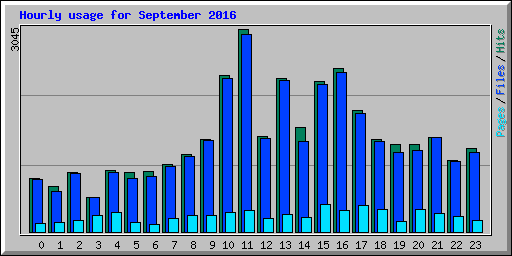 Hourly usage for September 2016
3045
Pages / Files / Hits
0 1 2 3 4 5 6 7 8 9 10 11 12 13 14 15 16 17 18 19 20 21 22 23